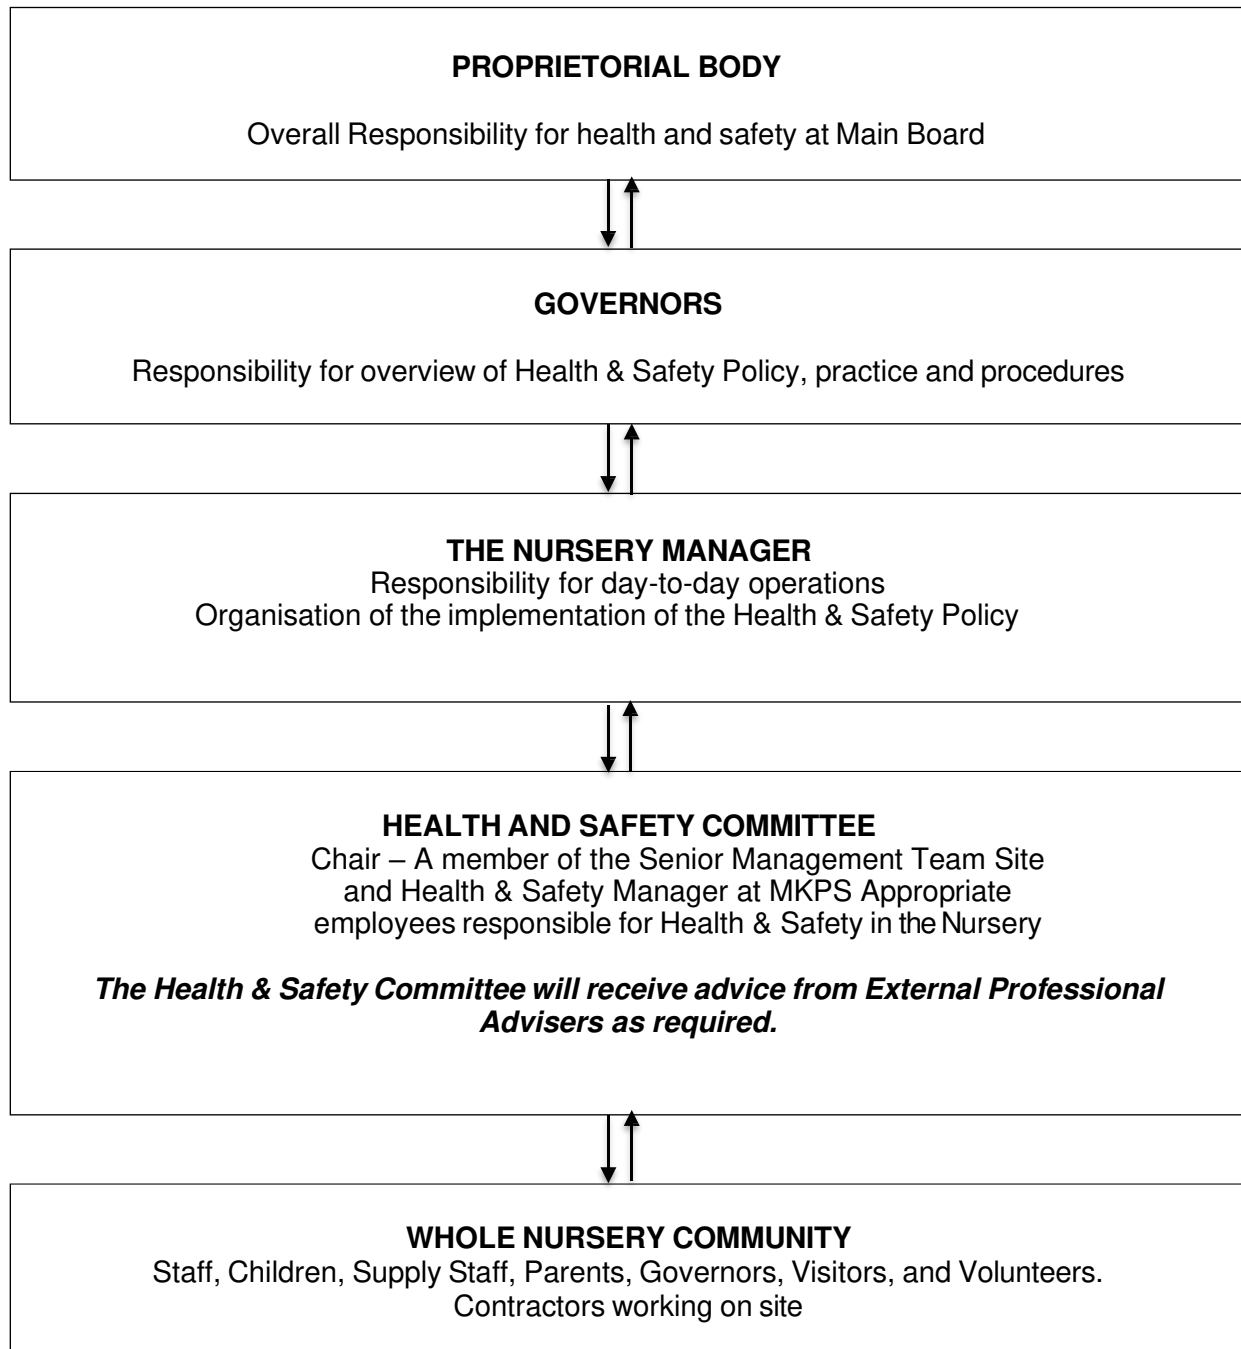 PROPRIETORIAL BODY
Overall Responsibility for health and safety at Main Board
GOVERNORS
Responsibility for overview of Health & Safety Policy, practice and procedures
THE NURSERY MANAGER
Responsibility for day-to-day operations
Organisation of the implementation of the Health & Safety Policy
HEALTH AND SAFETY COMMITTEE
Chair – A member of the Senior Management Team Site
and Health & Safety Manager at MKPS Appropriate
employees responsible for Health & Safety in the Nursery
The Health & Safety Committee will receive advice from External Professional
Advisers as required.
WHOLE NURSERY COMMUNITY
Staff, Children, Supply Staff, Parents, Governors, Visitors, and Volunteers.
Contractors working on site